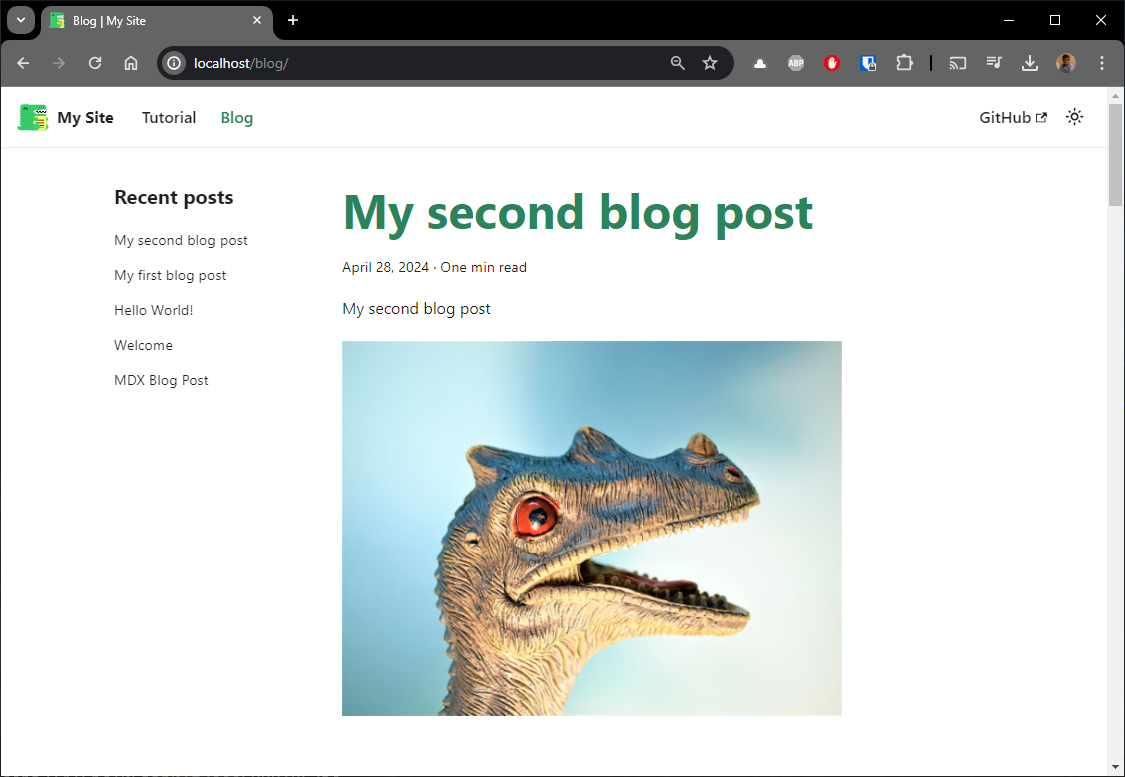 Blog | My Site
localhost/blog/
ABP
My Site
Tutorial
Blog
GitHub
Recent posts
My second blog post
My first blog post
Hello World!
Welcome
MDX Blog Post
My second blog post
April 28, 2024 · One min read
My second blog post